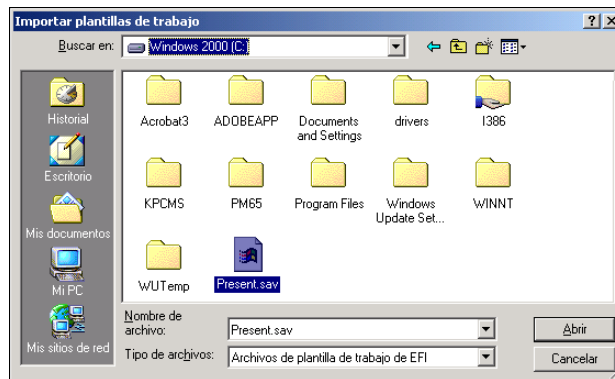 Importar plantillas de trabajo
Buscar en: Windows 2000 (C:)
Historial
Escritorio
Mis documentos
Mi PC
Mis sitios de red
Acrobat3 ADOBEAPP Documents and Settings drivers I386
KPCMS PM65 Program Files Windows Update Set... WINNT
WUTemp Present.sav
Nombre de archivo: Present.sav Abrir
Tipo de archivos: Archivos de plantilla de trabajo de EFI Cancelar